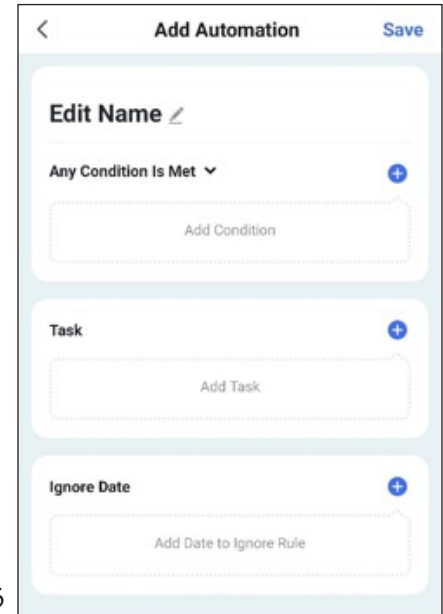 Add Automation Save
Edit Name
Any Condition Is Met
Add Condition
Task
Add Task
Ignore Date
Add Date to Ignore Rule